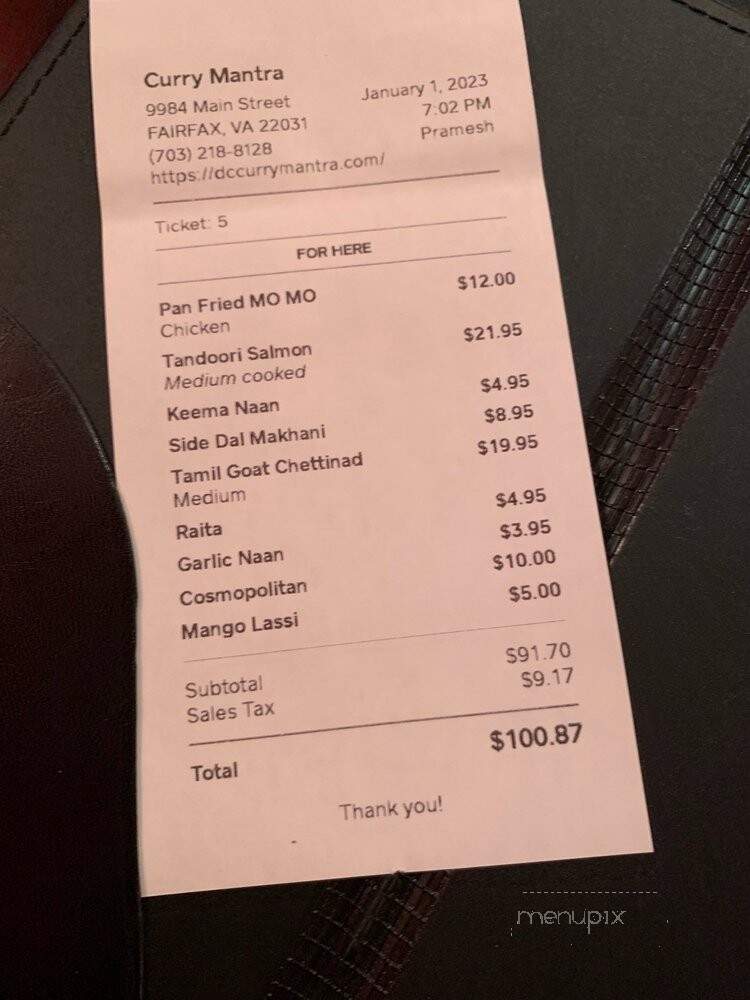 Curry Mantra
9984 Main Street
FAIRFAX, VA 22031
(703) 218-8128
https://dccurrymantra.com/
January 1, 2023
7:02 PM
Pramesh
Ticket: 5
FOR HERE
Pan Fried MO MO $12.00
Chicken
Tandoori Salmon $21.95
Medium cooked
Keema Naan $4.95
Side Dal Makhani $8.95
Tamil Goat Chettinad $19.95
Medium
Raita $4.95
Garlic Naan $3.95
Cosmopolitan $10.00
Mango Lassi $5.00
Subtotal $91.70
Sales Tax $9.17
Total $100.87
Thank you!
menupix